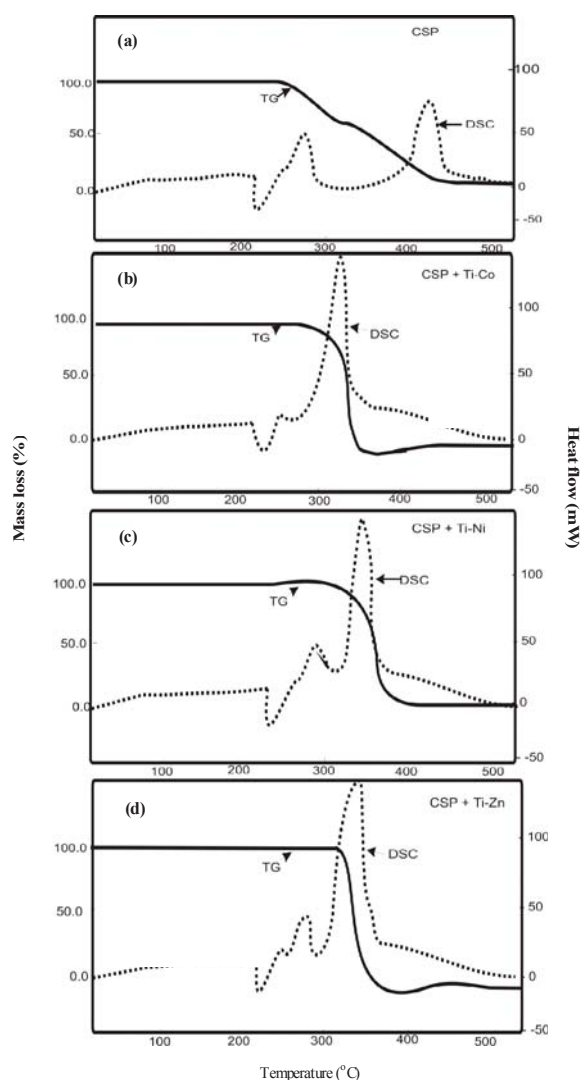 (a) CSP
100.0 TG 100
DSC
50.0 50
0.0 0
-50
100 200 300 400 500
(b) CSP + Ti-Co
100.0 TG DSC 100
50.0 50
0.0 0
-50
100 200 300 400 500
Mass loss (%)
Heat flow (mW)
(c) CSP + Ti-Ni
100.0 TG DSC 100
50.0 50
0.0 0
-50
100 200 300 400 500
(d) CSP + Ti-Zn
100.0 TG DSC 100
50.0 50
0.0 0
-50
100 200 300 400 500
Temperature (°C)